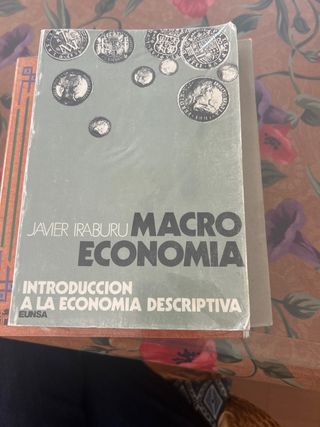 JAVIER IRABURU MACRO
ECONOMIA
INTRODUCCION
A LA ECONOMIA DESCRIPTIVA
EUNSA